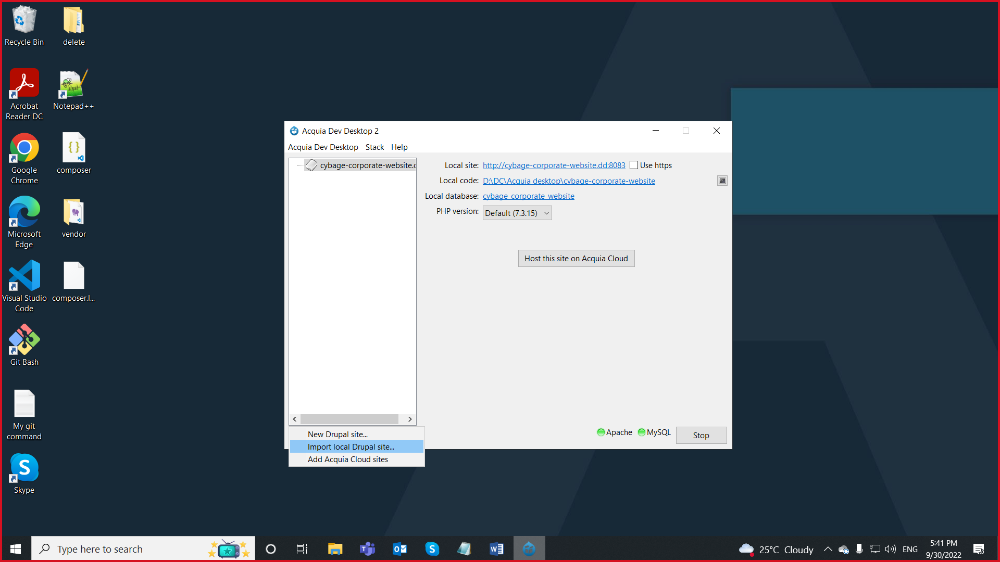 Recycle Bin
delete
Acrobat
Reader DC
Notepad++
Google
Chrome
composer
Microsoft
Edge
vendor
Visual Studio
Code
composer.l...
Git Bash
My git
command
Skype
Acquia Dev Desktop 2
Acquia Dev Desktop Stack Help
cybage-corporate-website.c
Local site: http://cybage-corporate-website.dd:8083 Use https
Local code: D:\DC\Acquia desktop\cybage-corporate-website
Local database: cybage_corporate_website
PHP version: Default (7.3.15)
Host this site on Acquia Cloud
New Drupal site...
Import local Drupal site...
Add Acquia Cloud sites
Apache MySQL Stop
Type here to search
25°C Cloudy
ENG
5:41 PM
9/30/2022